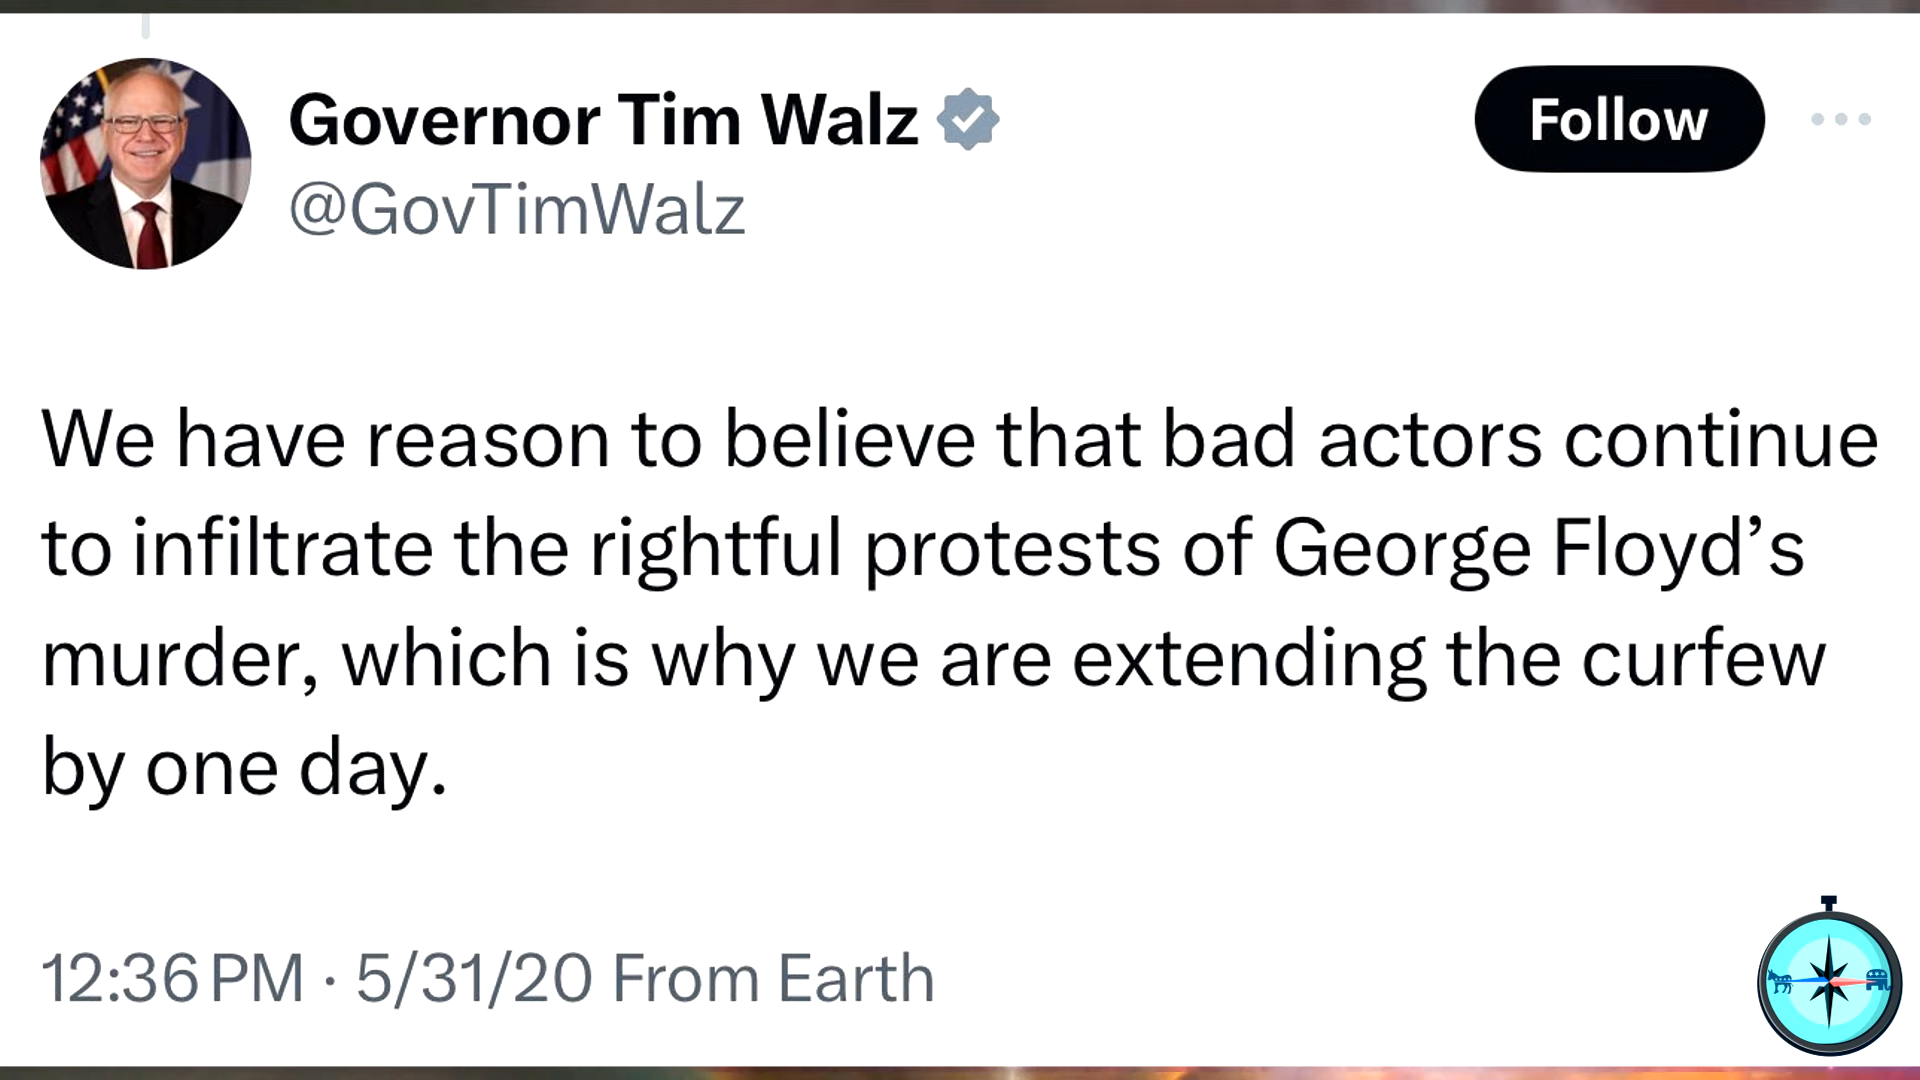 Governor Tim Walz
@GovTimWalz
Follow
We have reason to believe that bad actors continue
to infiltrate the rightful protests of George Floyd’s
murder, which is why we are extending the curfew
by one day.
12:36 PM · 5/31/20 From Earth